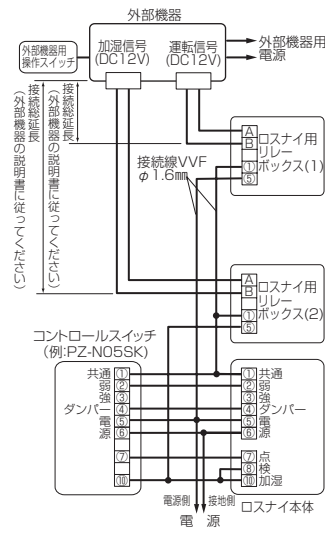 外部機器
外部機器用
操作スイッチ
加湿信号
(DC12V)
運転信号
(DC12V)
外部機器用
電源
接続総延長
(外部機器の説明書に従ってください)
接続総延長
(外部機器の説明書に従ってください)
接続線VVF
φ1.6㎜
A
B
①
⑤
ロスナイ用
リレー
ボックス(1)
A
B
①
⑤
ロスナイ用
リレー
ボックス(2)
コントロールスイッチ
(例:PZ-N05SK)
共通 ①
弱 ②
強 ③
ダンパー ④
電 ⑤
源 ⑥
⑦
⑩
① 共通
② 弱
③ 強
④ ダンパー
⑤ 電
⑥ 源
⑦ 点
⑧ 検
⑩ 加湿
電源側
接地側
電 源
ロスナイ本体